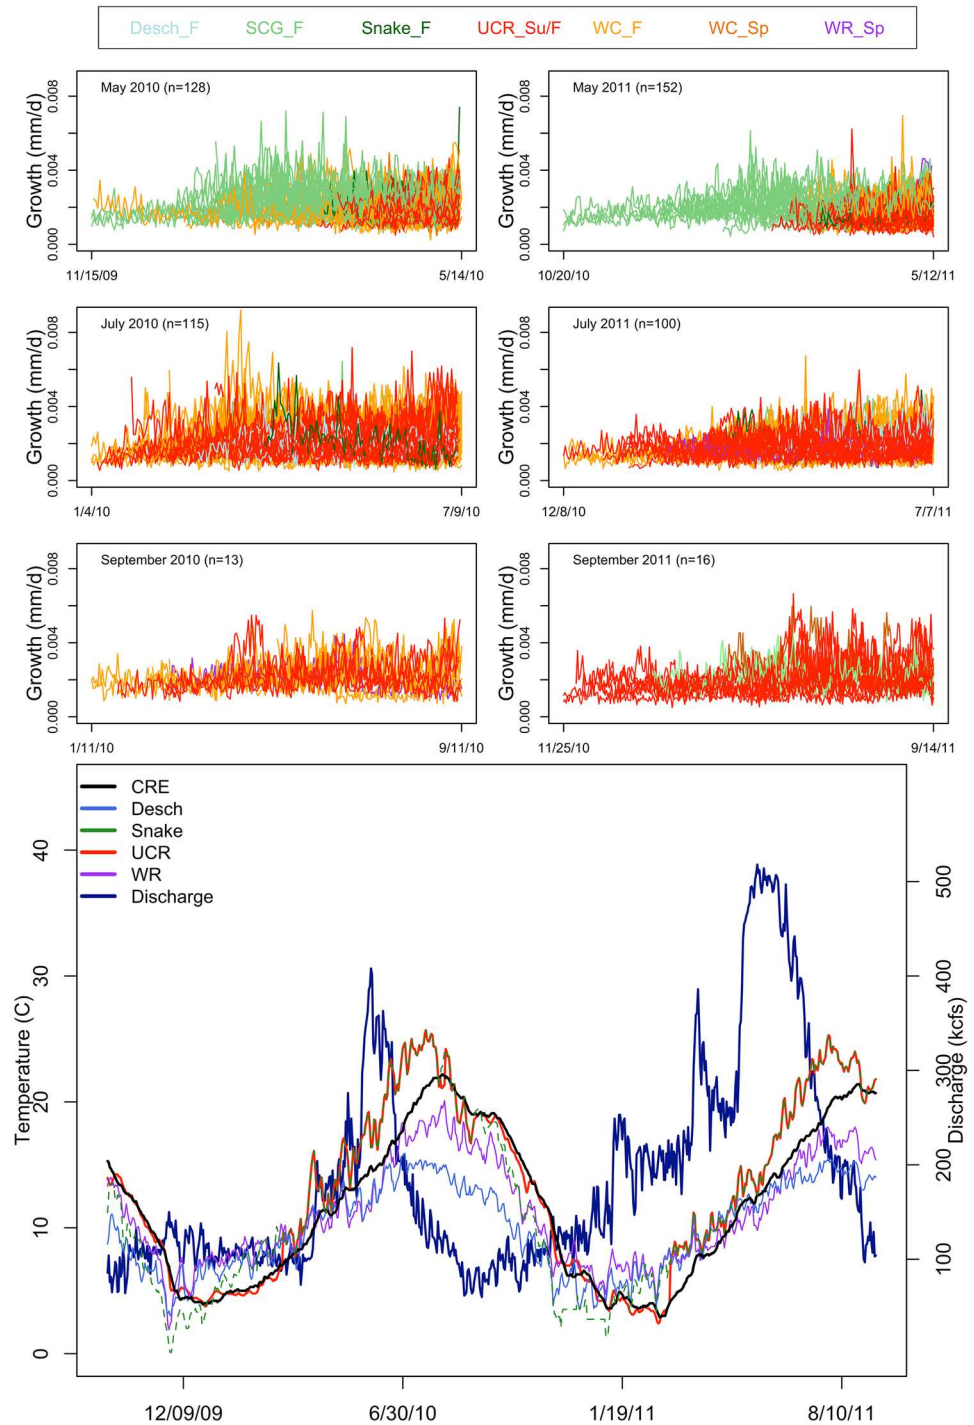 Desch_F SCG_F Snake_F UCR_Su/F WC_F WC_Sp WR_Sp
May 2010 (n=128)
Growth (mm/d)
0.000 0.004 0.008
11/15/09 5/14/10
May 2011 (n=152)
Growth (mm/d)
0.000 0.004 0.008
10/20/10 5/12/11
July 2010 (n=115)
Growth (mm/d)
0.000 0.004 0.008
1/4/10 7/9/10
July 2011 (n=100)
Growth (mm/d)
0.000 0.004 0.008
12/8/10 7/7/11
September 2010 (n=13)
Growth (mm/d)
0.000 0.004 0.008
1/11/10 9/11/10
September 2011 (n=16)
Growth (mm/d)
0.000 0.004 0.008
11/25/10 9/14/11
CRE
Desch
Snake
UCR
WR
Discharge
Temperature (C)
0 10 20 30 40
Discharge (kcfs)
100 200 300 400 500
12/09/09 6/30/10 1/19/11 8/10/11